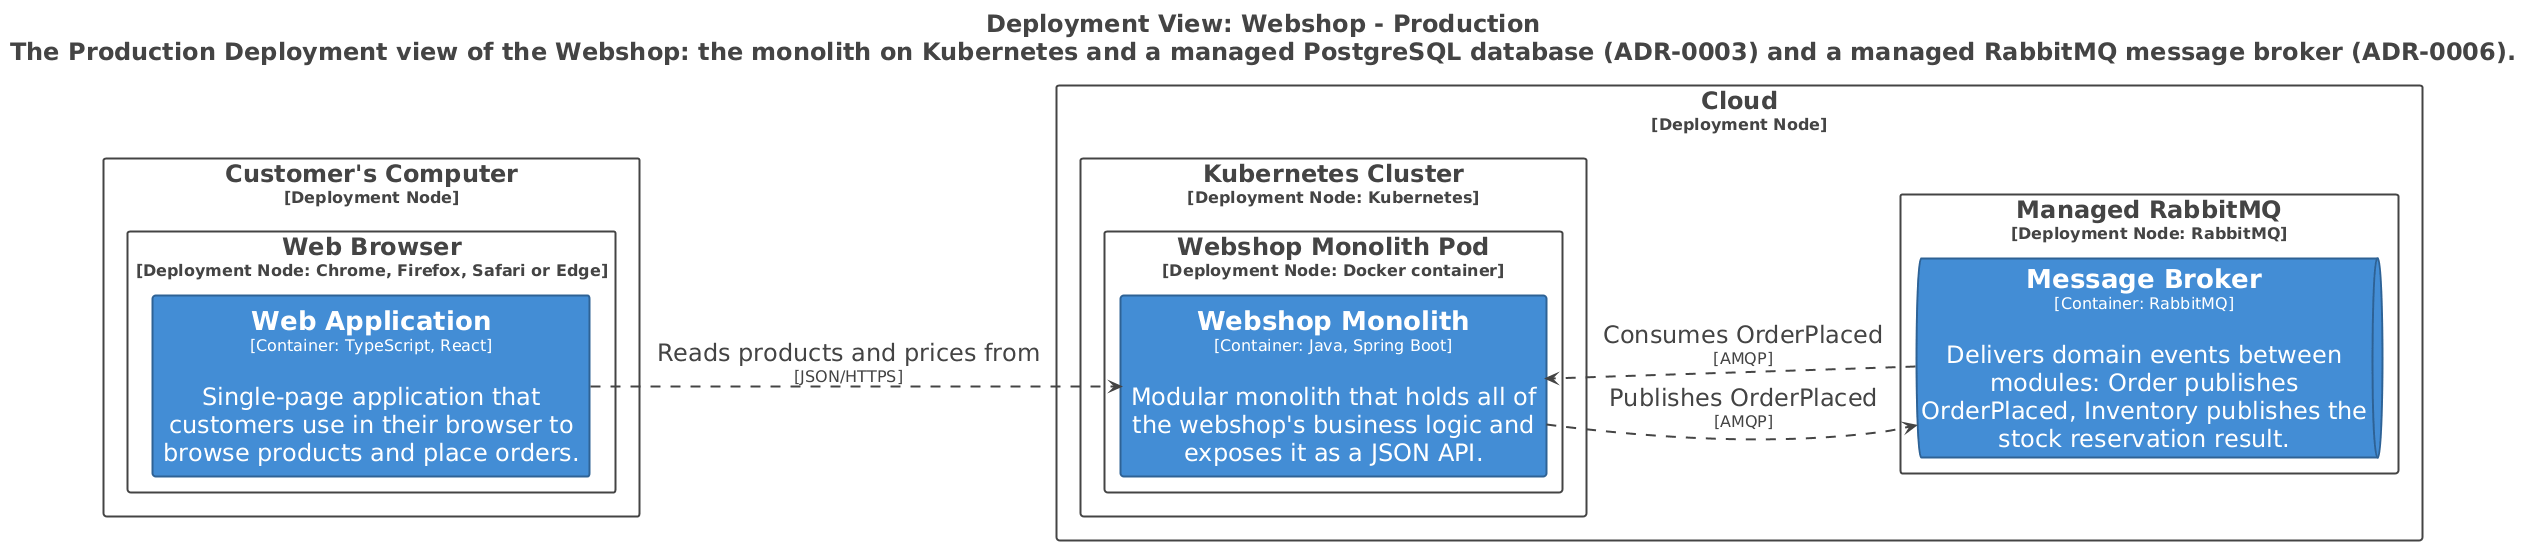 Deployment View: Webshop - Production
The Production Deployment view of the Webshop: the monolith on Kubernetes and a managed PostgreSQL database (ADR-0003) and a managed RabbitMQ message broker (ADR-0006).
Customer's Computer
[Deployment Node]
Web Browser
[Deployment Node: Chrome, Firefox, Safari or Edge]
Web Application
[Container: TypeScript, React]
Single-page application that
customers use in their browser to
browse products and place orders.
Reads products and prices from
[JSON/HTTPS]
Cloud
[Deployment Node]
Kubernetes Cluster
[Deployment Node: Kubernetes]
Webshop Monolith Pod
[Deployment Node: Docker container]
Webshop Monolith
[Container: Java, Spring Boot]
Modular monolith that holds all of
the webshop's business logic and
exposes it as a JSON API.
Consumes OrderPlaced
[AMQP]
Publishes OrderPlaced
[AMQP]
Managed RabbitMQ
[Deployment Node: RabbitMQ]
Message Broker
[Container: RabbitMQ]
Delivers domain events between
modules: Order publishes
OrderPlaced, Inventory publishes the
stock reservation result.